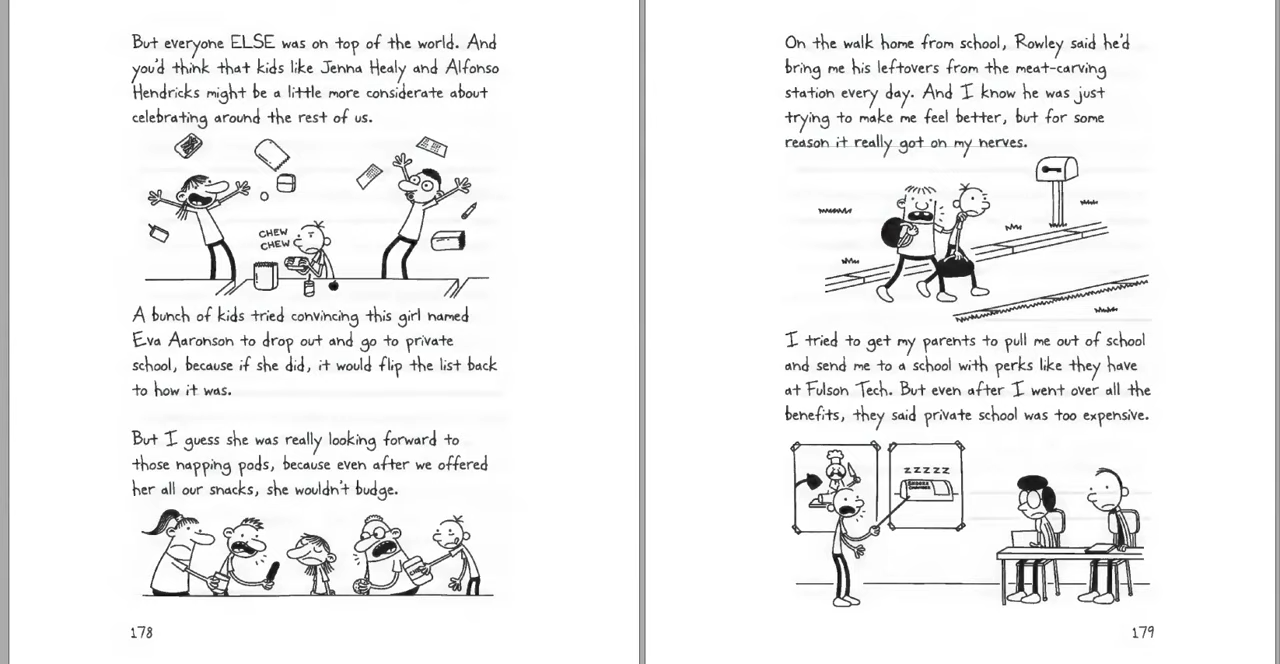 But everyone ELSE was on top of the world. And
you'd think that kids like Jenna Healy and Alfonso
Hendricks might be a little more considerate about
celebrating around the rest of us.
CHEW
CHEW
A bunch of kids tried convincing this girl named
Eva Aaronson to drop out and go to private
school, because if she did, it would flip the list back
to how it was.
But I guess she was really looking forward to
those napping pods, because even after we offered
her all our snacks, she wouldn't budge.
178
On the walk home from school, Rowley said he'd
bring me his leftovers from the meat-carving
station every day. And I know he was just
trying to make me feel better, but for some
reason it really got on my nerves.
I tried to get my parents to pull me out of school
and send me to a school with perks like they have
at Fulson Tech. But even after I went over all the
benefits, they said private school was too expensive.
ZZZZZ
SNOOZE
CHAMBER
179